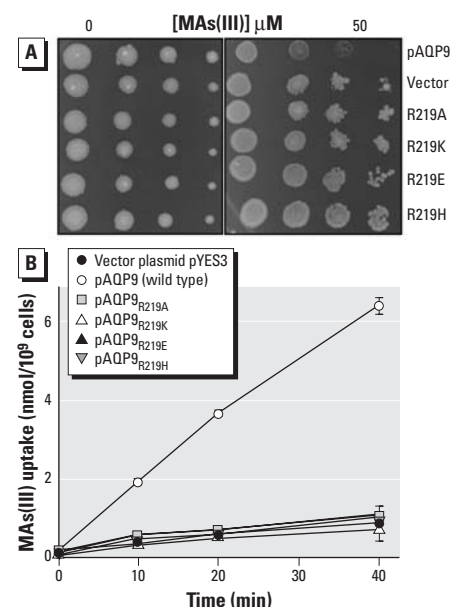 0 [MAs(III)] µM 50
A
pAQP9
Vector
R219A
R219K
R219E
R219H
B
Vector plasmid pYES3
pAQP9 (wild type)
pAQP9R219A
pAQP9R219K
pAQP9R219E
pAQP9R219H
MAs(III) uptake (nmol/10⁹ cells)
6
4
2
0
0 10 20 30 40
Time (min)